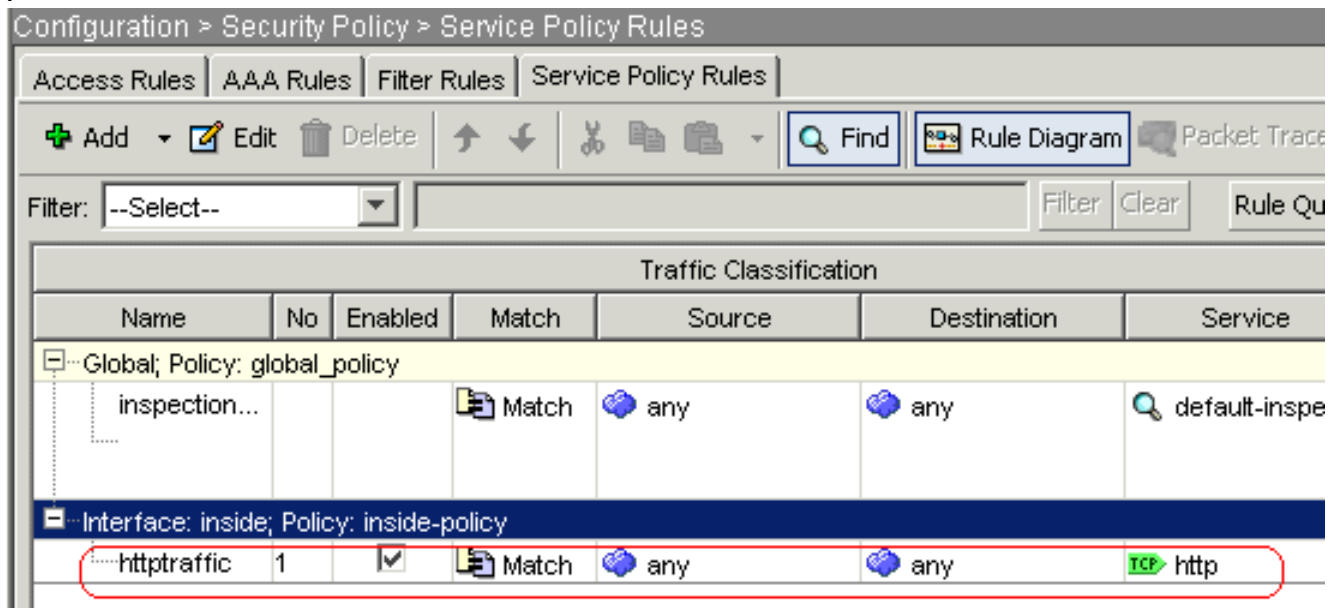 Configuration > Security Policy > Service Policy Rules
Access Rules AAA Rules Filter Rules Service Policy Rules
Add Edit Delete Find Rule Diagram Packet Trace
Filter: --Select-- Filter Clear Rule Qu
Traffic Classification
Name No Enabled Match Source Destination Service
Global; Policy: global_policy
inspection... Match any any default-inspe
Interface: inside; Policy: inside-policy
httptraffic 1 Match any any TCP http